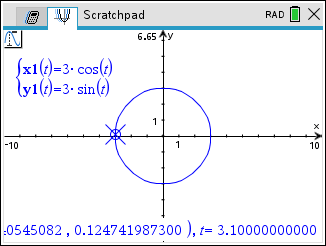 Scratchpad RAD
6.65 y
x1(t)=3·cos(t)
y1(t)=3·sin(t)
1
x
-10 1 10
.0545082 , 0.124741987300 ), t= 3.10000000000